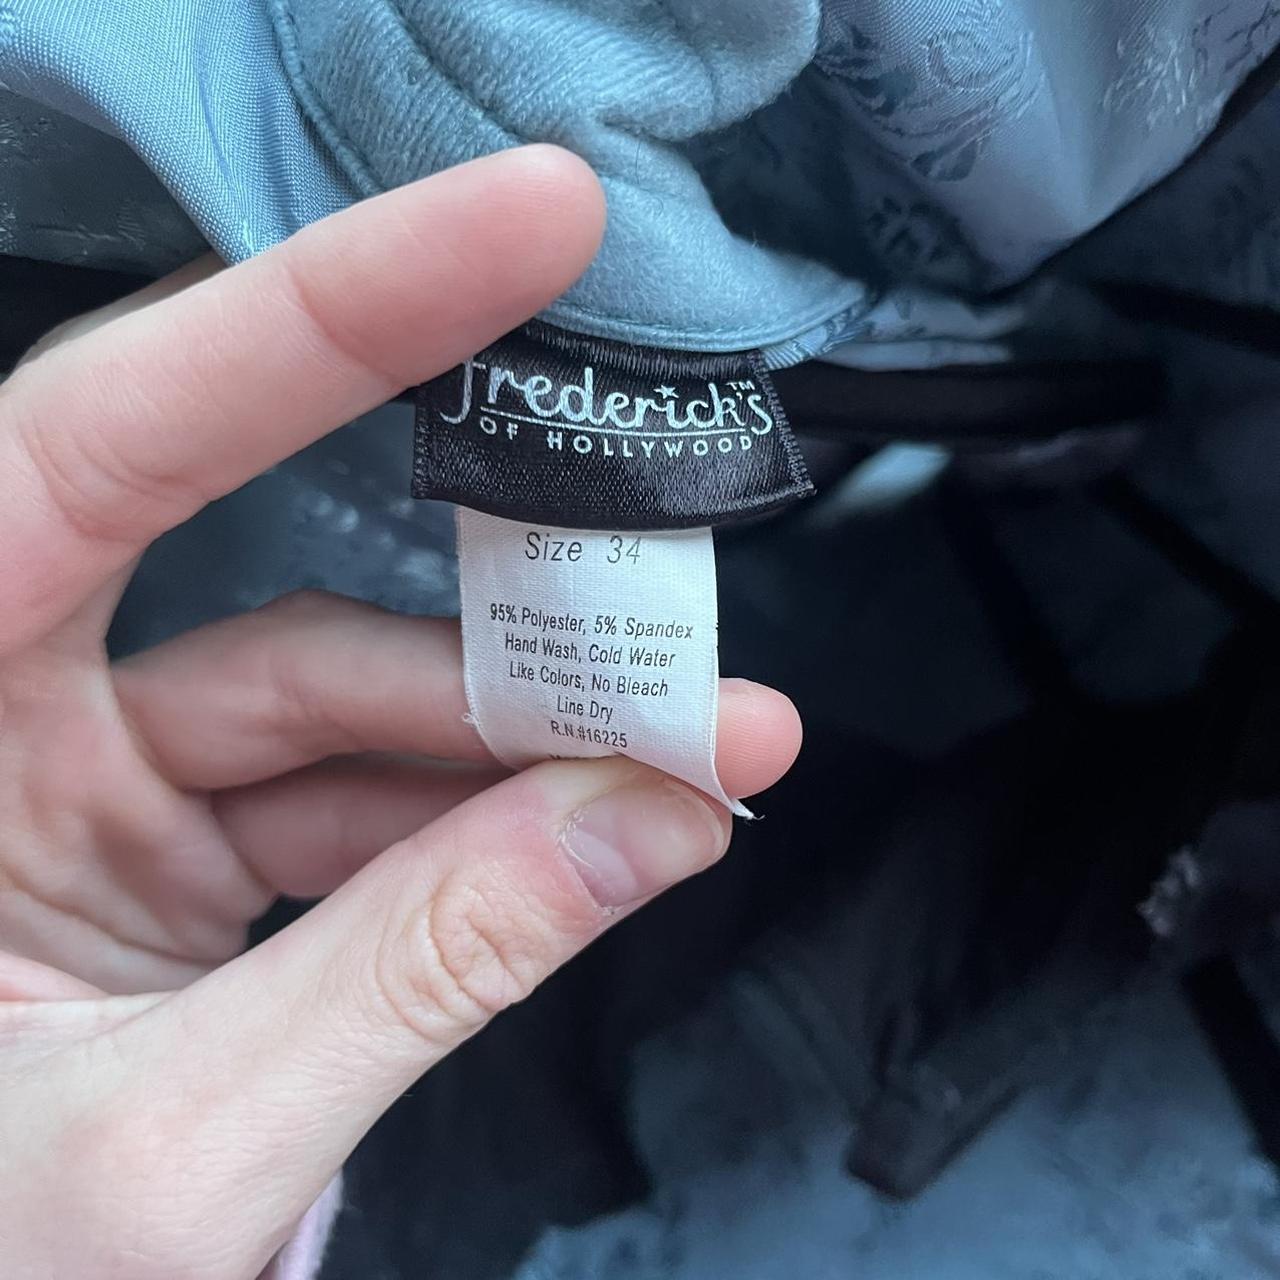 frederick's™
OF HOLLYWOOD
Size 34
95% Polyester, 5% Spandex
Hand Wash, Cold Water
Like Colors, No Bleach
Line Dry
R.N.#16225